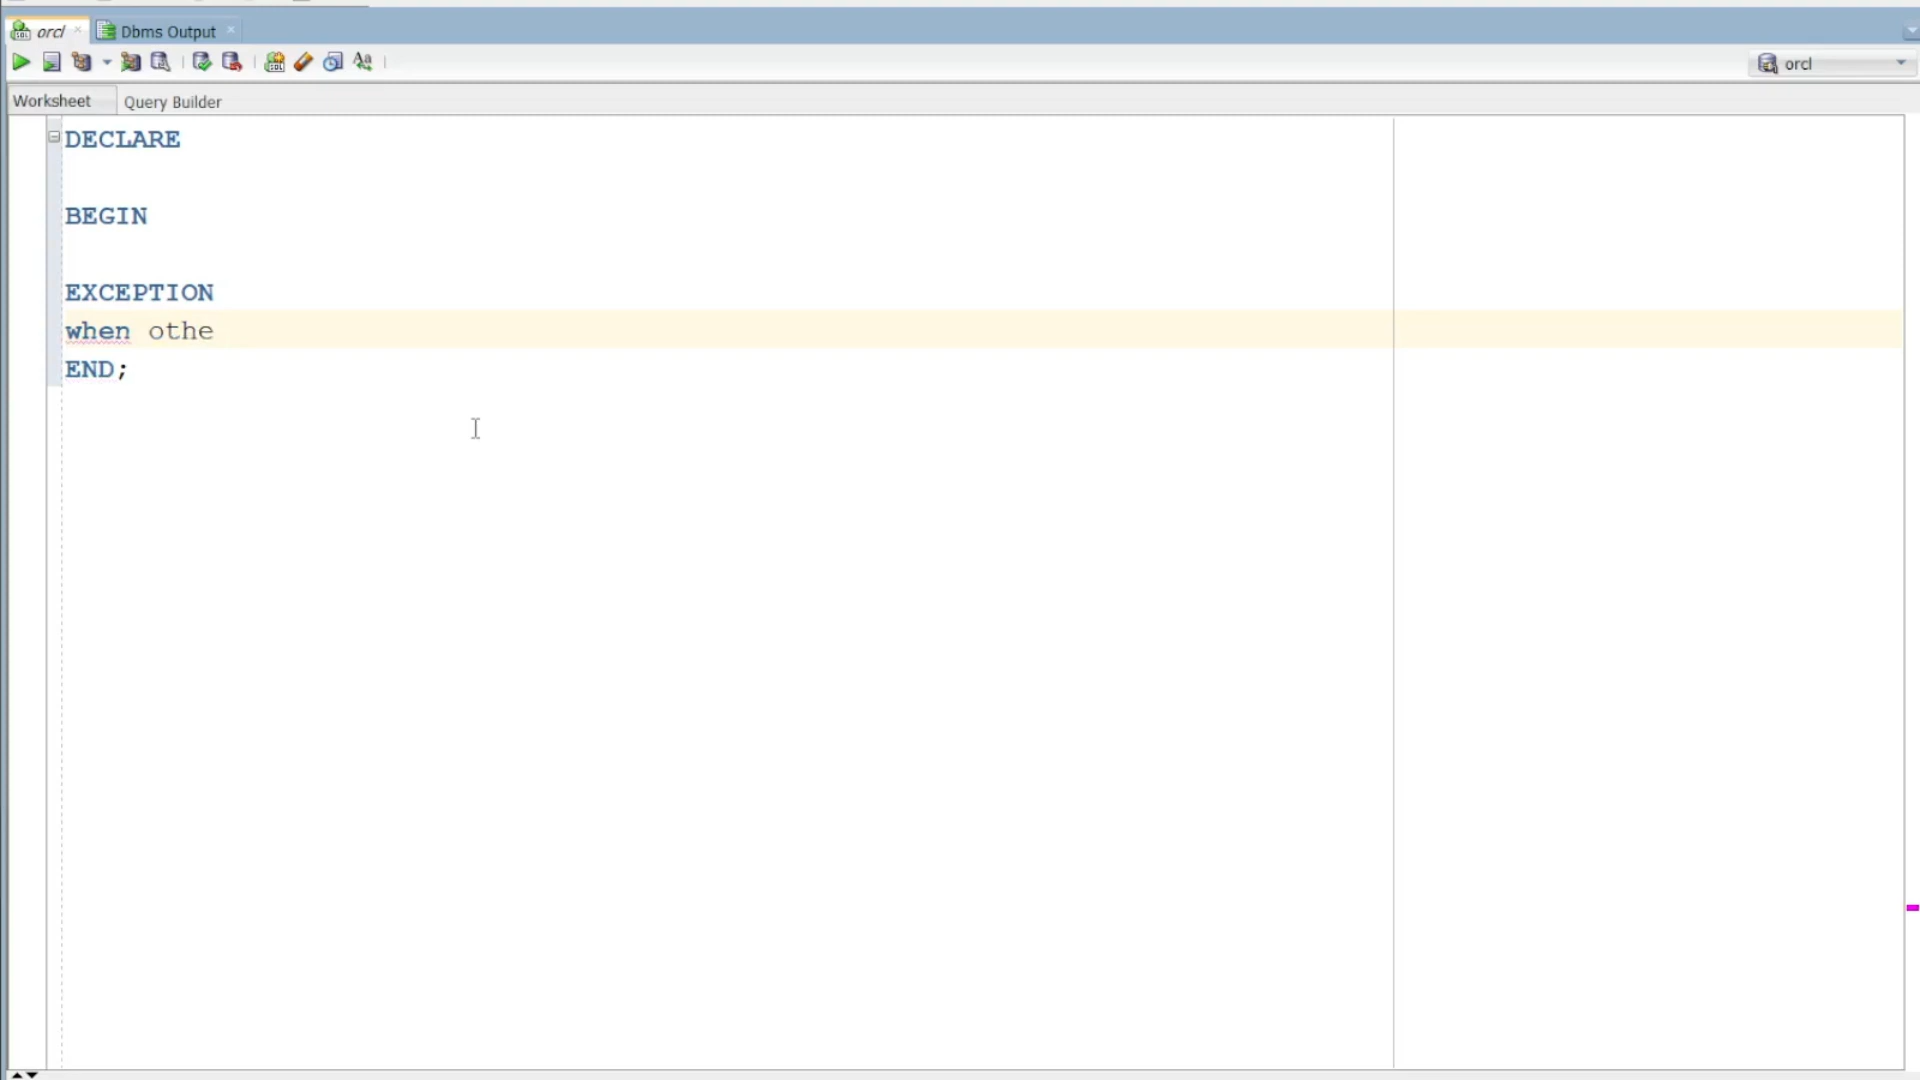 orcl
Dbms Output
orcl
Worksheet
Query Builder
DECLARE
BEGIN
EXCEPTION
when othe
END;